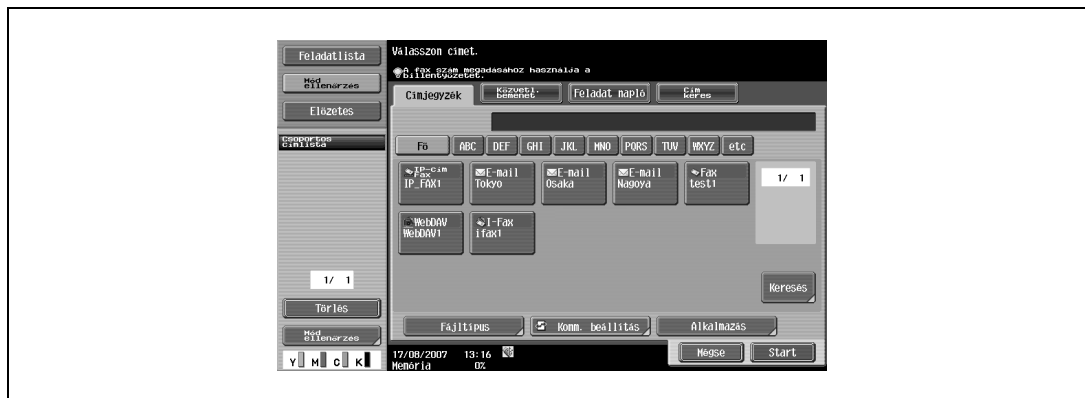 Feladatlista
Mód
ellenőrzés
Előzetes
Csoportos
címlista
1/ 1
Törlés
Mód
ellenőrzés
Y M C K
Válasszon címet.
A fax szám megadásához használja a
billentyűzetet.
Címjegyzék
Közvetl.
bemenet
Feladat napló
Cím
keres
Fő ABC DEF GHI JKL MNO PQRS TUV WXYZ etc
IP-cím
Fax
IP_FAX1
E-mail
Tokyo
E-mail
Osaka
E-mail
Nagoya
Fax
test1
1/ 1
WebDAV
WebDAV1
I-Fax
ifax1
Keresés
Fájltípus
Komm. beállítás
Alkalmazás
17/08/2007 13:16
Memória 0%
Mégse
Start